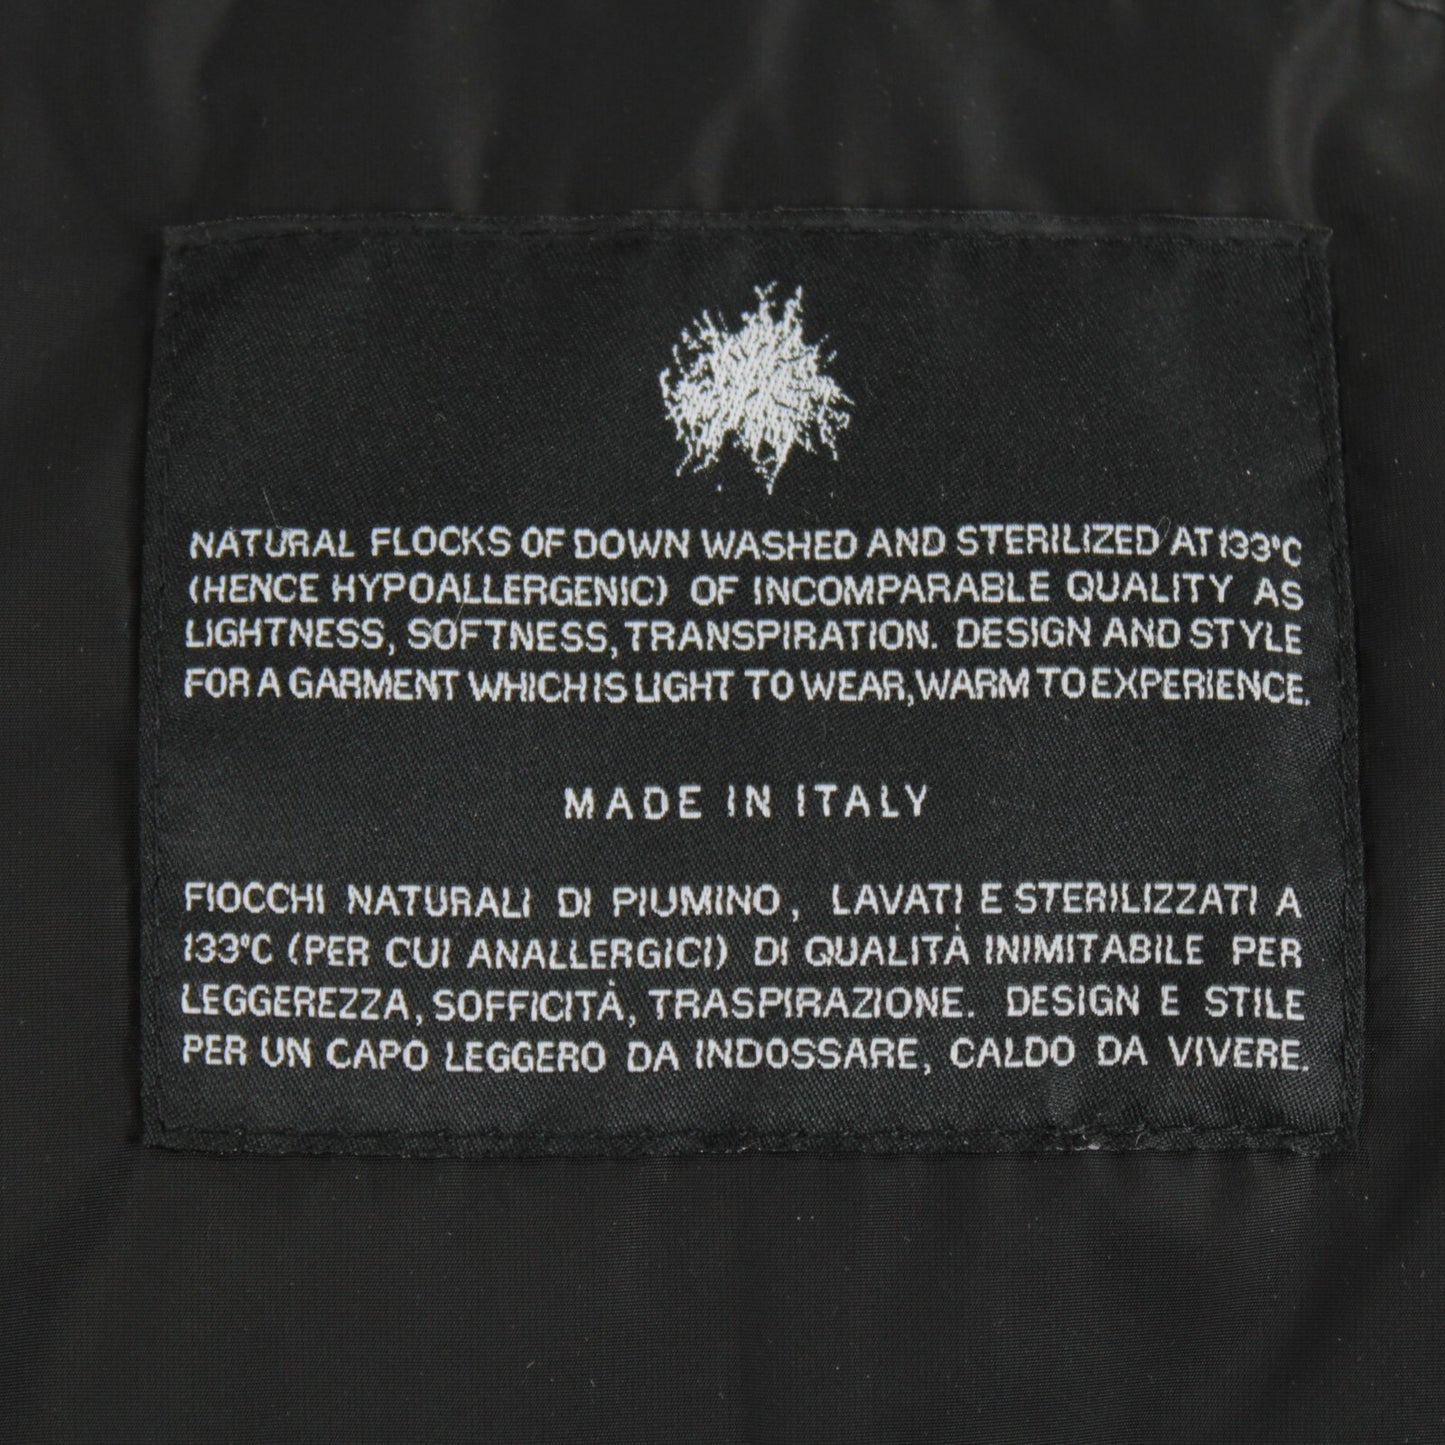 NATURAL FLOCKS OF DOWN WASHED AND STERILIZED AT 133°C
(HENCE HYPOALLERGENIC) OF INCOMPARABLE QUALITY AS
LIGHTNESS, SOFTNESS, TRANSPIRATION. DESIGN AND STYLE
FOR A GARMENT WHICH IS LIGHT TO WEAR, WARM TO EXPERIENCE.
MADE IN ITALY
FIOCCHI NATURALI DI PIUMINO, LAVATI E STERILIZZATI A
133°C (PER CUI ANALLERGICI) DI QUALITÀ INIMITABILE PER
LEGGEREZZA, SOFFICITÀ, TRASPIRAZIONE. DESIGN E STILE
PER UN CAPO LEGGERO DA INDOSSARE, CALDO DA VIVERE.